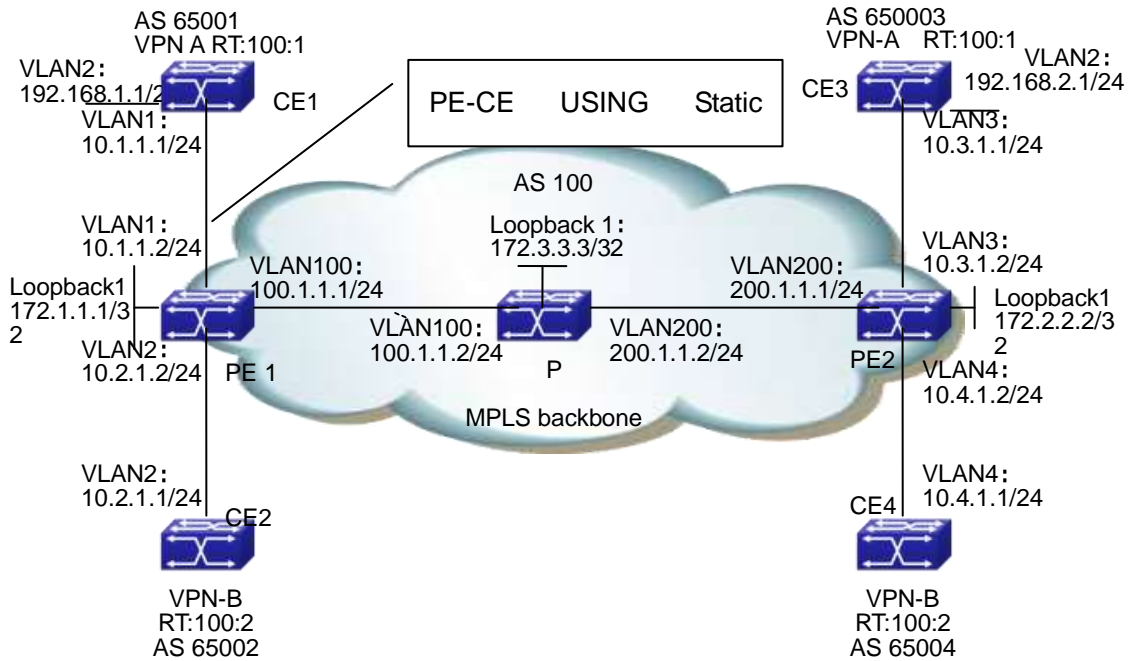 AS 65001
VPN A RT:100:1
VLAN2:
192.168.1.1/2
CE1
VLAN1:
10.1.1.1/24
PE-CE USING Static
AS 650003
VPN-A RT:100:1
VLAN2:
192.168.2.1/24
CE3
VLAN3:
10.3.1.1/24
AS 100
Loopback 1:
172.3.3.3/32
VLAN1:
10.1.1.2/24
VLAN100:
100.1.1.1/24
Loopback1
172.1.1.1/3
2
VLAN2:
10.2.1.2/24
PE 1
VLAN100:
100.1.1.2/24
P
VLAN200:
200.1.1.2/24
VLAN200:
200.1.1.1/24
VLAN3:
10.3.1.2/24
Loopback1
172.2.2.2/3
2
PE2
VLAN4:
10.4.1.2/24
MPLS backbone
VLAN2:
10.2.1.1/24
CE2
VPN-B
RT:100:2
AS 65002
VLAN4:
10.4.1.1/24
CE4
VPN-B
RT:100:2
AS 65004